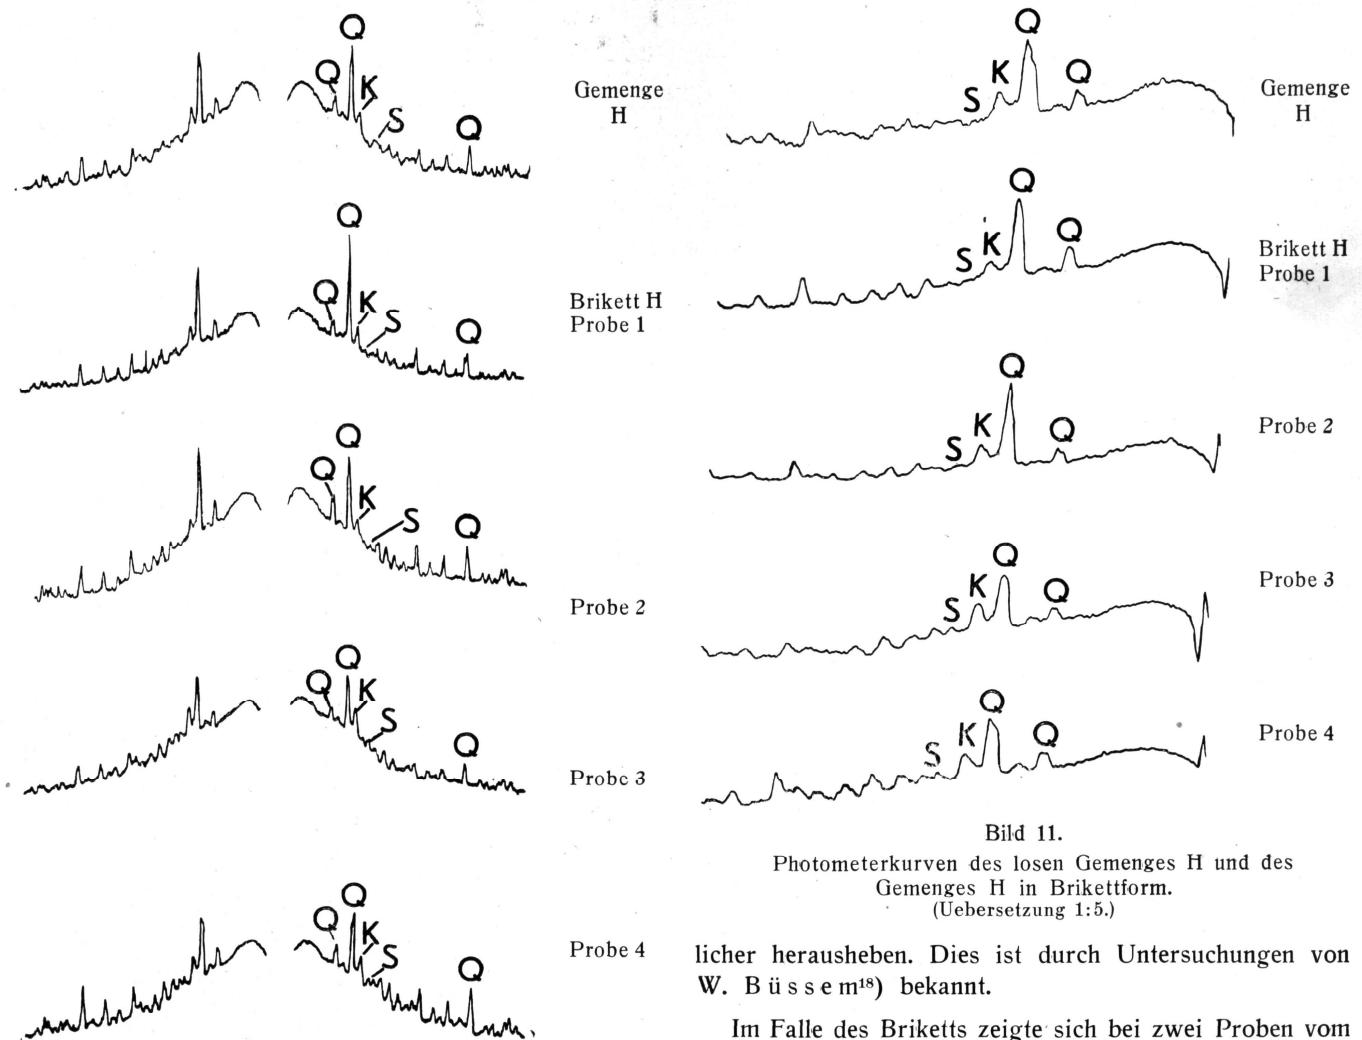 Q
Q
K
S
Q
Gemenge
H
Q
Q
K
S
Q
Brikett H
Probe 1
Q
Q
K
S
Q
Probe 2
Q
Q
K
S
Q
Probe 3
Q
Q
K
S
Q
Probe 4
Q
K
Q
S
Gemenge
H
Q
K
Q
S
Brikett H
Probe 1
Q
K
Q
S
Probe 2
Q
K
Q
S
Probe 3
Q
K
Q
S
Probe 4
Bild 11.
Photometerkurven des losen Gemenges H und des
Gemenges H in Brikettform.
(Uebersetzung 1:5.)
licher herausheben. Dies ist durch Untersuchungen von
W. Büssem¹⁸) bekannt.
Im Falle des Briketts zeigte sich bei zwei Proben vom